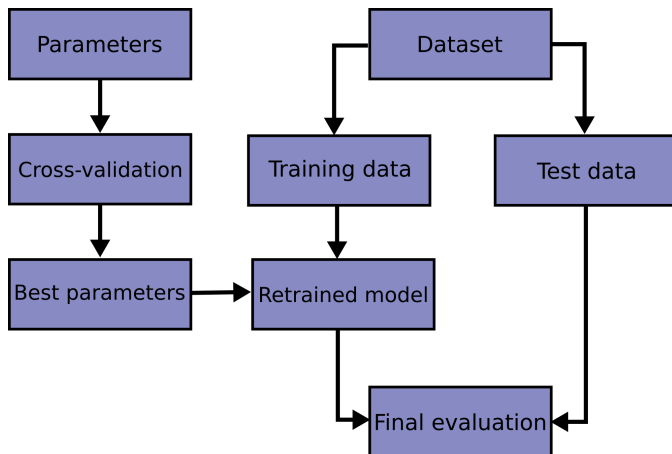 Parameters
Dataset
Cross-validation
Training data
Test data
Best parameters
Retrained model
Final evaluation